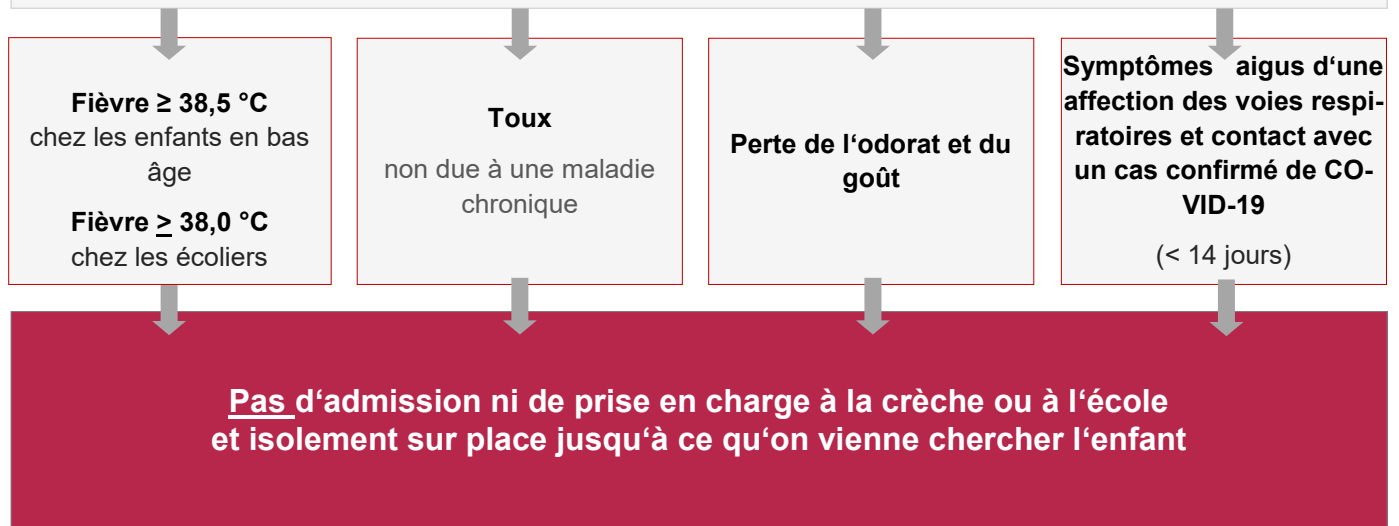 Fièvre ≥ 38,5 °C
chez les enfants en bas
âge
Fièvre > 38,0 °C
chez les écoliers
Toux
non due à une maladie
chronique
Perte de l‘odorat et du
goût
Symptômes aigus d‘une
affection des voies respi-
ratoires et contact avec
un cas confirmé de CO-
VID-19
(< 14 jours)
Pas d‘admission ni de prise en charge à la crèche ou à l‘école
et isolement sur place jusqu‘à ce qu‘on vienne chercher l‘enfant